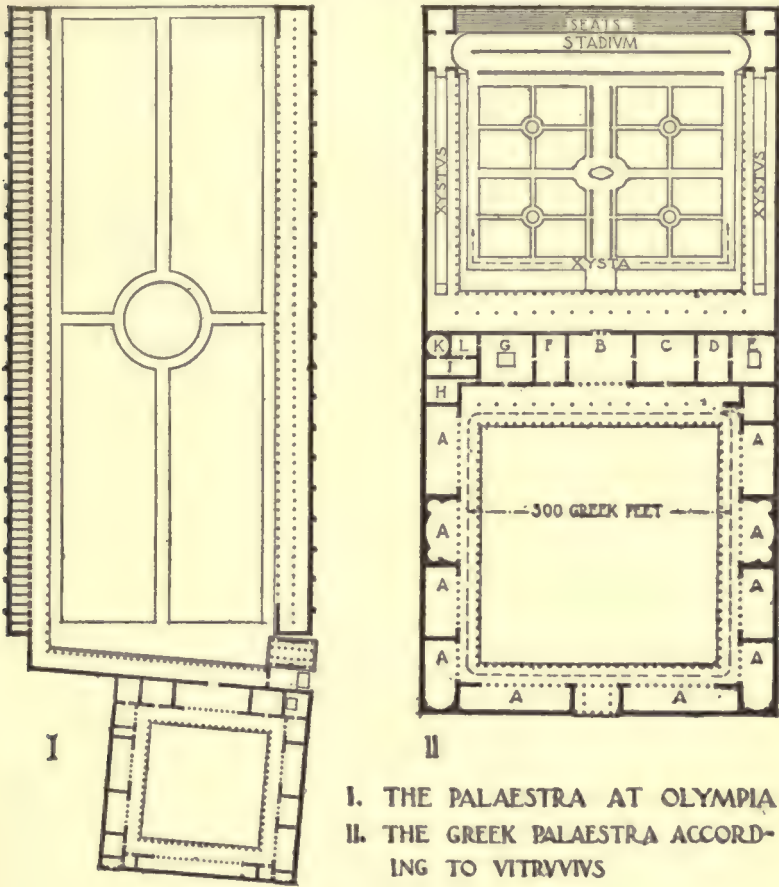 SEATS
STADIVM
XYSTVS
XYSTVS
XYSTA
K L G F B C D E
I
H
A
A
A
A
A
A
A
A
300 GREEK FEET
A A
I
II
I. THE PALAESTRA AT OLYMPIA
II. THE GREEK PALAESTRA ACCORD-
ING TO VITRVVIVS